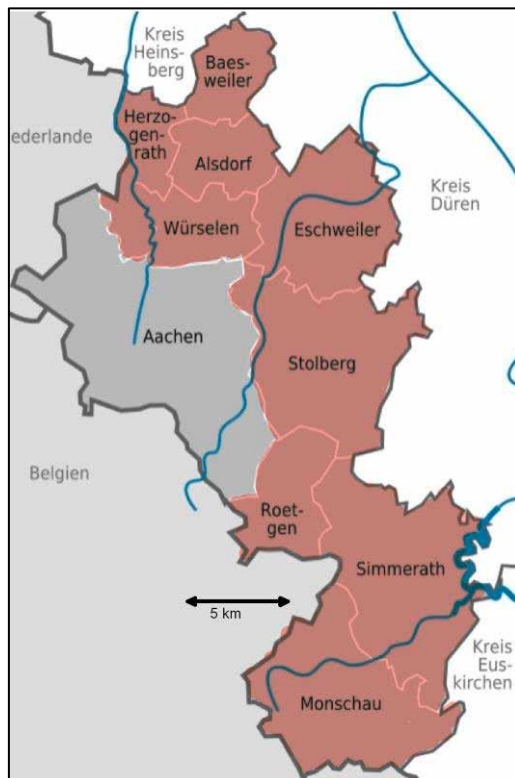 Kreis
Heins-
berg
Baes-
weiler
Herzo-
gen-
rath
ederlande
Alsdorf
Kreis
Düren
Würselen
Eschweiler
Aachen
Stolberg
Belgien
Roet-
gen
Simmerath
5 km
Kreis
Eus-
kirchen
Monschau